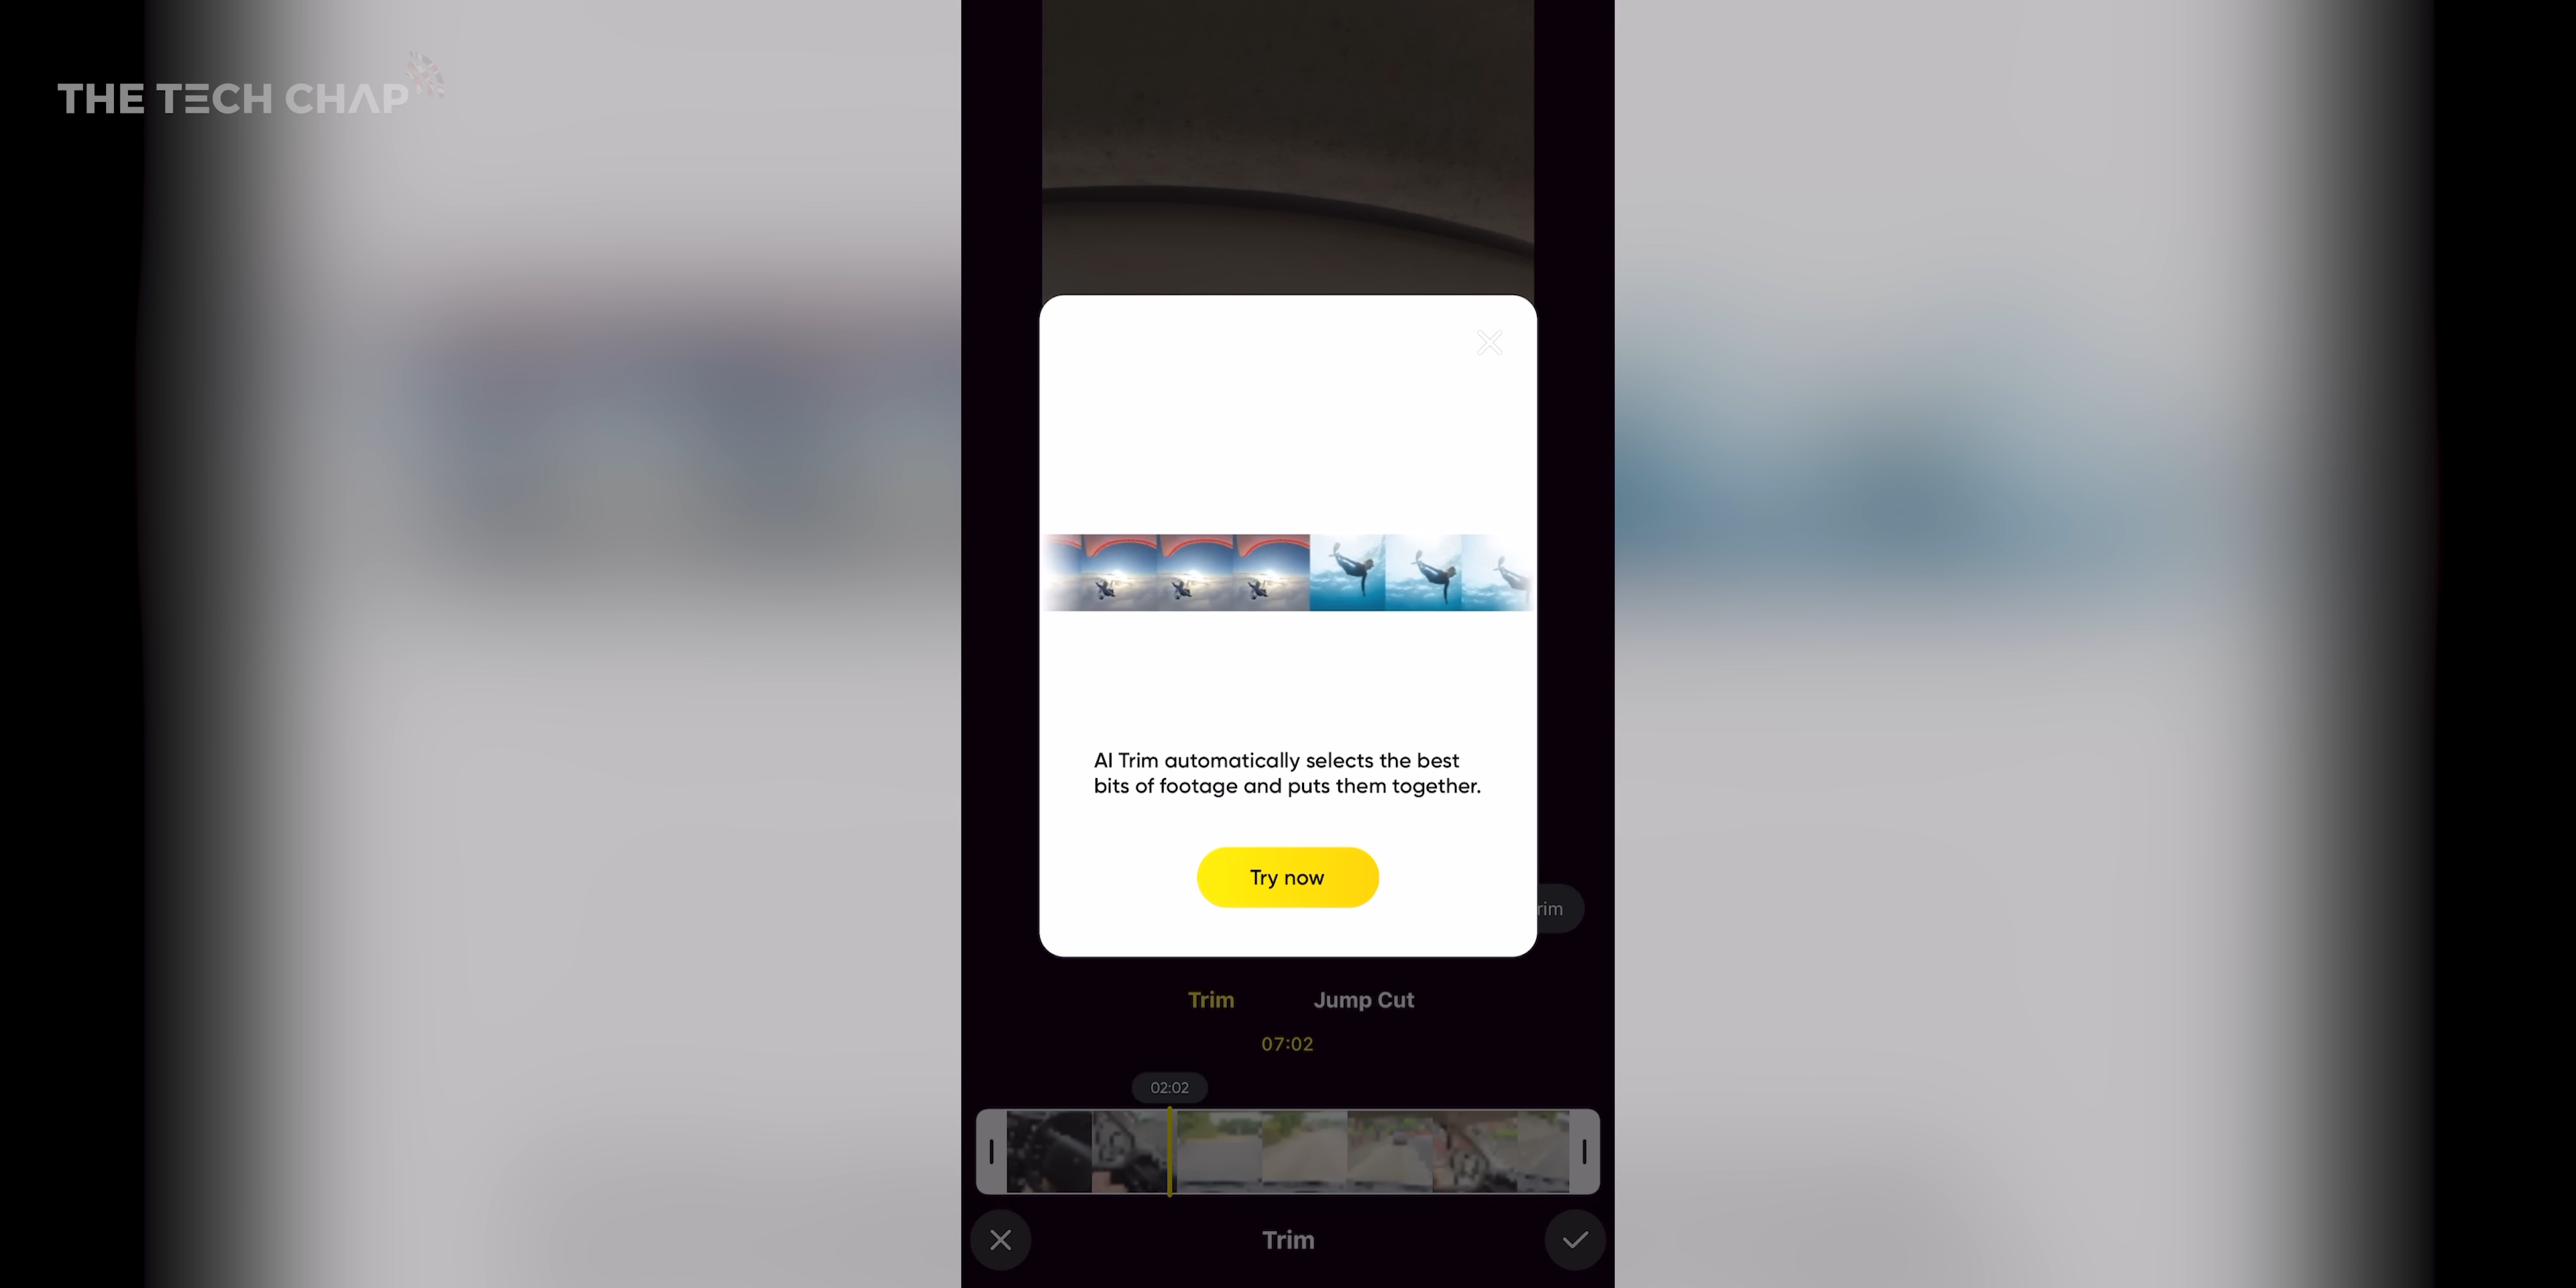 THE TECH CHAP
AI Trim automatically selects the best
bits of footage and puts them together.
Try now
rim
Trim
Jump Cut
07:02
02:02
Trim